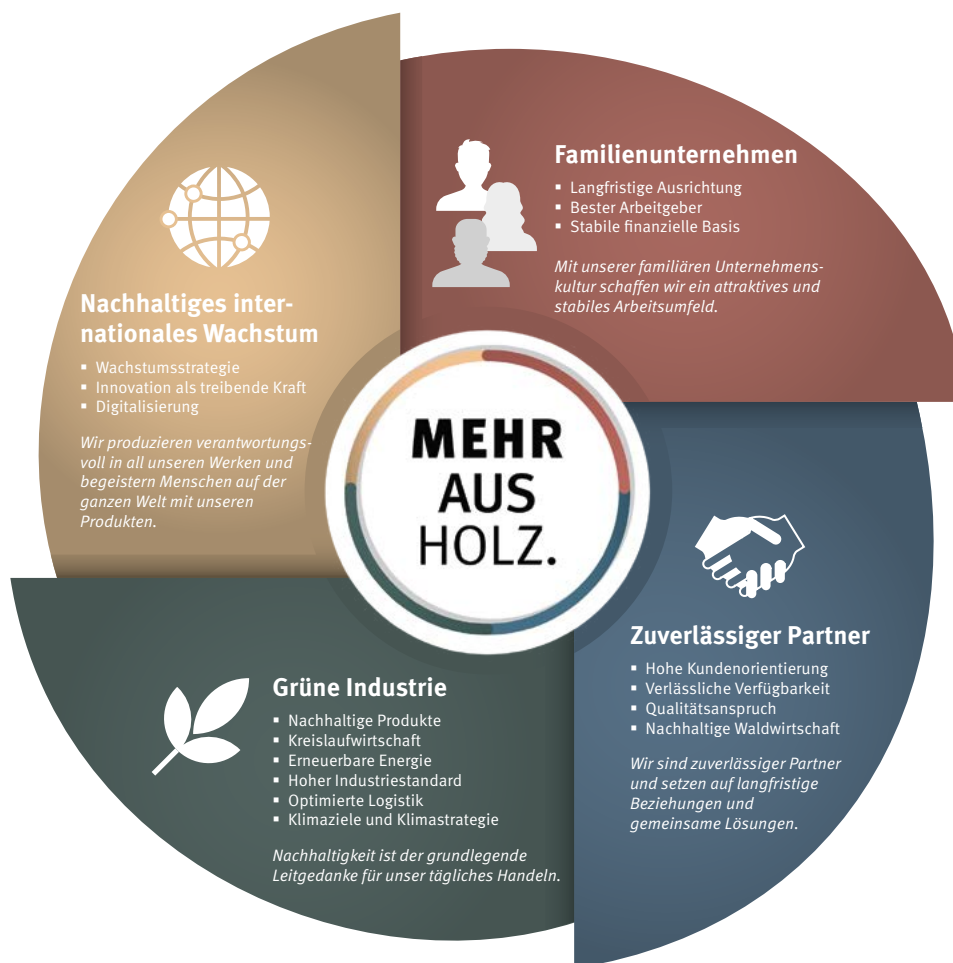 Familienunternehmen
▪ Langfristige Ausrichtung
▪ Bester Arbeitgeber
▪ Stabile finanzielle Basis
Mit unserer familiären Unternehmens-
kultur schaffen wir ein attraktives und
stabiles Arbeitsumfeld.
Nachhaltiges inter-
nationales Wachstum
▪ Wachstumsstrategie
▪ Innovation als treibende Kraft
▪ Digitalisierung
Wir produzieren verantwortungs-
voll in all unseren Werken und
begeistern Menschen auf der
ganzen Welt mit unseren
Produkten.
MEHR
AUS
HOLZ.
Zuverlässiger Partner
▪ Hohe Kundenorientierung
▪ Verlässliche Verfügbarkeit
▪ Qualitätsanspruch
▪ Nachhaltige Waldwirtschaft
Wir sind zuverlässiger Partner
und setzen auf langfristige
Beziehungen und
gemeinsame Lösungen.
Grüne Industrie
▪ Nachhaltige Produkte
▪ Kreislaufwirtschaft
▪ Erneuerbare Energie
▪ Hoher Industriestandard
▪ Optimierte Logistik
▪ Klimaziele und Klimastrategie
Nachhaltigkeit ist der grundlegende
Leitgedanke für unser tägliches Handeln.